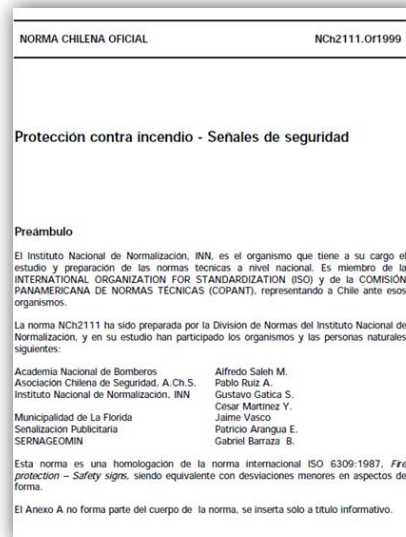 NORMA CHILENA OFICIAL NCh2111.Of1999
Protección contra incendio - Señales de seguridad
Preámbulo
El Instituto Nacional de Normalización, INN, es el organismo que tiene a su cargo el
estudio y preparación de las normas técnicas a nivel nacional. Es miembro de la
INTERNATIONAL ORGANIZATION FOR STANDARDIZATION (ISO) y de la COMISIÓN
PANAMERICANA DE NORMAS TÉCNICAS (COPANT), representando a Chile ante esos
organismos.
La norma NCh2111 ha sido preparada por la División de Normas del Instituto Nacional de
Normalización, y en su estudio han participado los organismos y las personas naturales
siguientes:
Academia Nacional de Bomberos Alfredo Saleh M.
Asociación Chilena de Seguridad, A.Ch.S. Pablo Ruiz A.
Instituto Nacional de Normalización, INN Gustavo Gatica S.
César Martínez Y.
Municipalidad de La Florida Jaime Vasco
Señalización Publicitaria Patricio Arangua E.
SERNAGEOMIN Gabriel Barraza B.
Esta norma es una homologación de la norma internacional ISO 6309:1987, Fire
protection – Safety signs, siendo equivalente con desviaciones menores en aspectos de
forma.
El Anexo A no forma parte del cuerpo de la norma, se inserta sólo a título informativo.